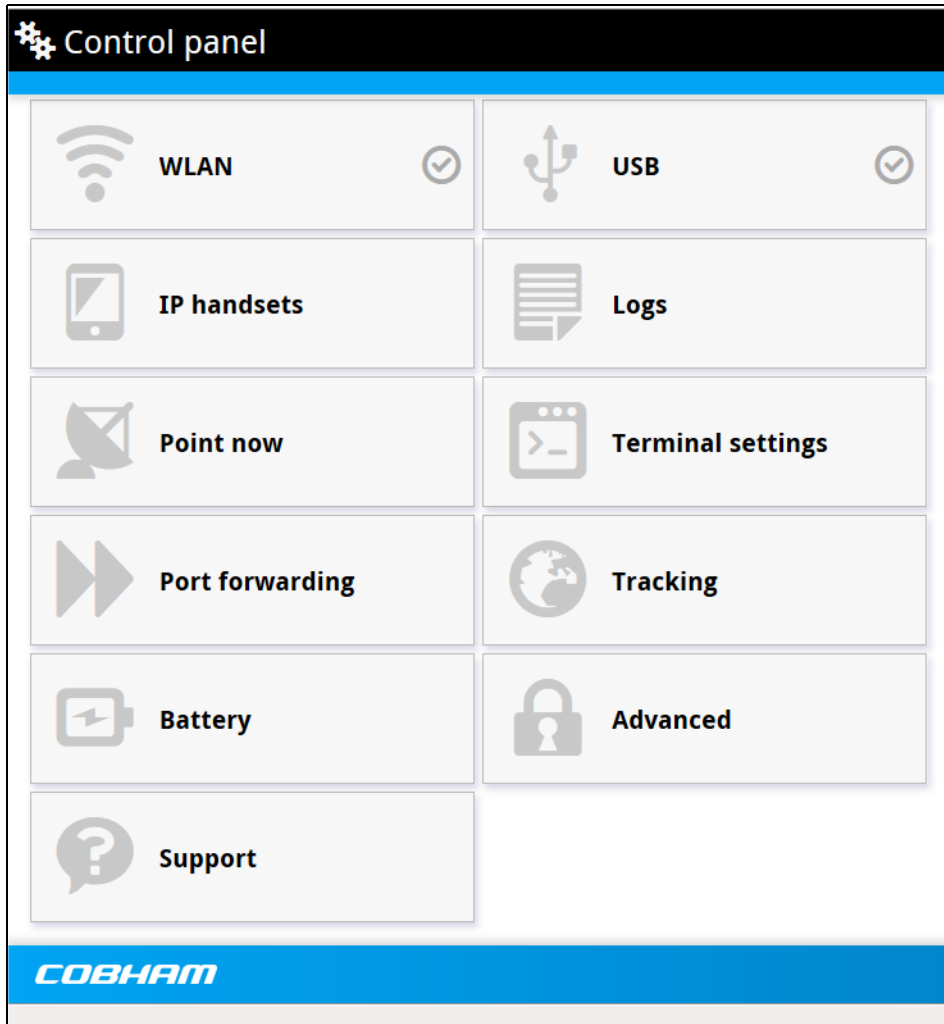 Control panel
WLAN
USB
IP handsets
Logs
Point now
Terminal settings
Port forwarding
Tracking
Battery
Advanced
Support
COBHAM